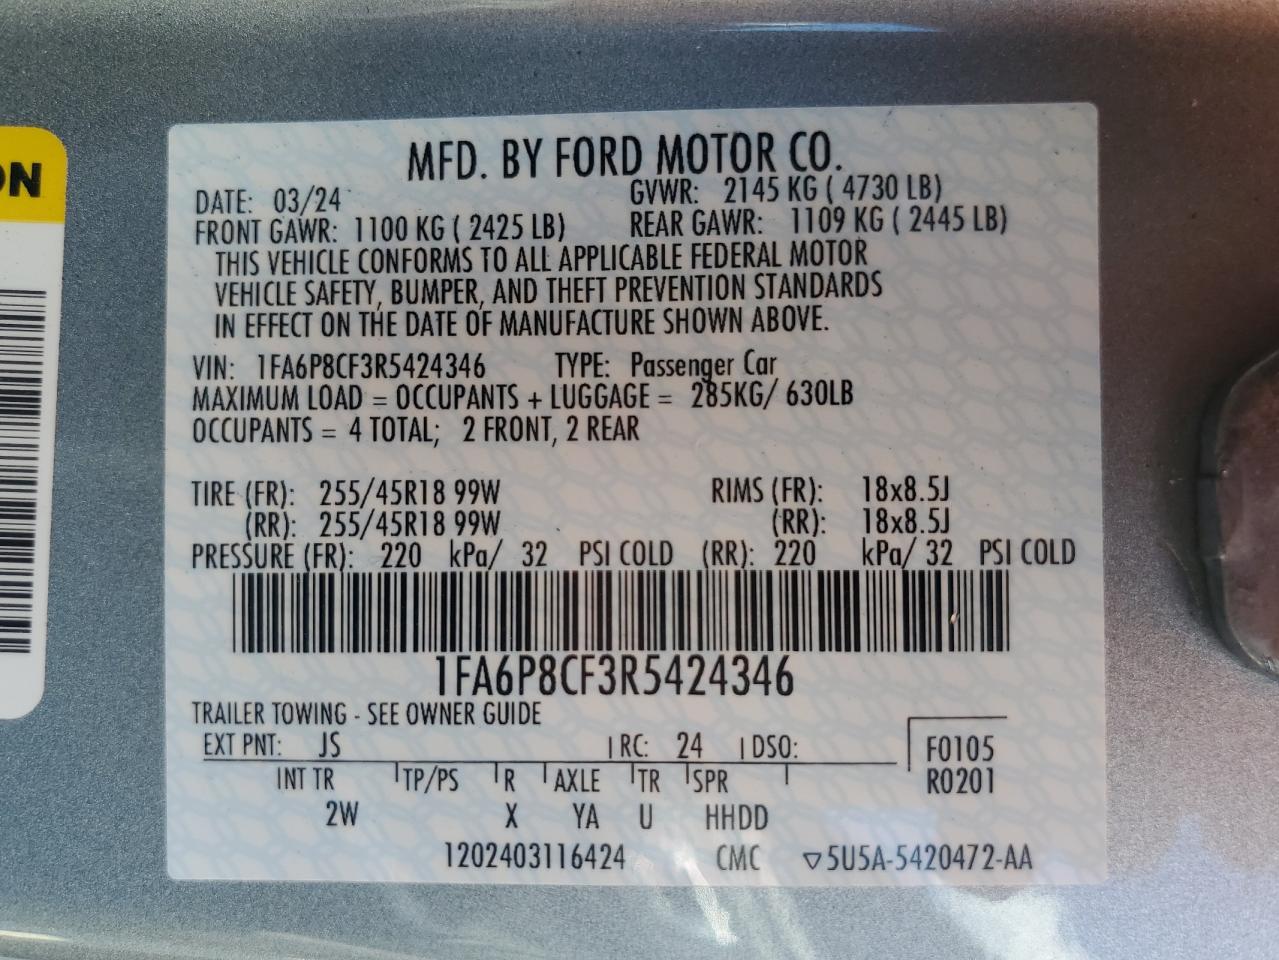 ON
MFD. BY FORD MOTOR CO.
DATE: 03/24 GVWR: 2145 KG ( 4730 LB)
FRONT GAWR: 1100 KG ( 2425 LB) REAR GAWR: 1109 KG ( 2445 LB)
THIS VEHICLE CONFORMS TO ALL APPLICABLE FEDERAL MOTOR
VEHICLE SAFETY, BUMPER, AND THEFT PREVENTION STANDARDS
IN EFFECT ON THE DATE OF MANUFACTURE SHOWN ABOVE.
VIN: 1FA6P8CF3R5424346 TYPE: Passenger Car
MAXIMUM LOAD = OCCUPANTS + LUGGAGE = 285KG/ 630LB
OCCUPANTS = 4 TOTAL; 2 FRONT, 2 REAR
TIRE (FR): 255/45R18 99W RIMS (FR): 18x8.5J
(RR): 255/45R18 99W (RR): 18x8.5J
PRESSURE (FR): 220 kPa/ 32 PSI COLD (RR): 220 kPa/ 32 PSI COLD
1FA6P8CF3R5424346
TRAILER TOWING - SEE OWNER GUIDE
EXT PNT: JS RC: 24 DSO: F0105
INT TR TP/PS R AXLE TR SPR R0201
2W X YA U HHDD
1202403116424 CMC ▽5U5A-5420472-AA